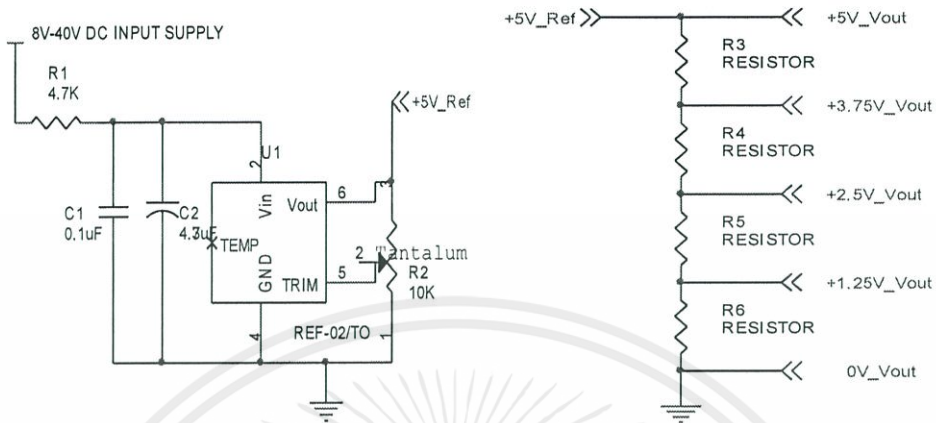 8V-40V DC INPUT SUPPLY
R1
4.7K
C1
0.1uF
C2
4.3uF
U1
2
Vin
6
Vout
TEMP
GND
TRIM
5
4
REF-02/TO
+5V_Ref
3
2
Tantalum
R2
10K
1
+5V_Ref
+5V_Vout
R3
RESISTOR
+3.75V_Vout
R4
RESISTOR
+2.5V_Vout
R5
RESISTOR
+1.25V_Vout
R6
RESISTOR
0V_Vout